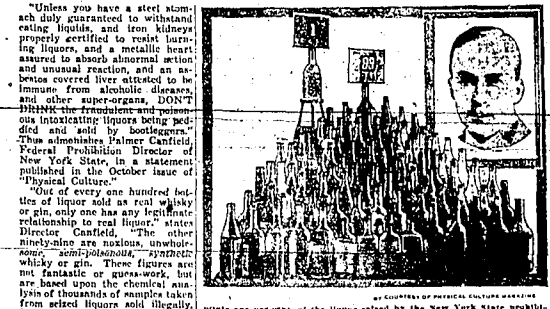 "Unless you have a steel stom-
ach duly guaranteed to withstand
eating liquids, and iron kidneys
properly certified to resist burn-
ing liquors, and a metallic heart
assured to absorb abnormal action
and unusual reaction, and an as-
bestos covered liver attested to be
immune from alcoholic diseases,
and other super-organs, DON'T
DRINK the fraudulent and poison-
ous intoxicating liquors being ped-
dled and sold by bootleggers."
Thus admonishes Palmer Canfield,
Federal Prohibition Director of
New York State, in a statement
published in the October issue of
"Physical Culture."
"Out of every one hundred bot-
tles of liquor sold as real whisky
or gin, only one has any legitimate
relationship to real liquor." states
Director Canfield, "The other
ninety-nine are noxious, unwhole-
some, semi-poisonous, synthetic
whisky or gin. These figures are
not fantastic or guess-work, but
are based upon the chemical ana-
lysis of thousands of samples taken
from seized liquors sold illegally.
1
99
BY COURTESY OF PHYSICAL CULTURE MAGAZINE
of the liquor seized by the New York State prohibi-